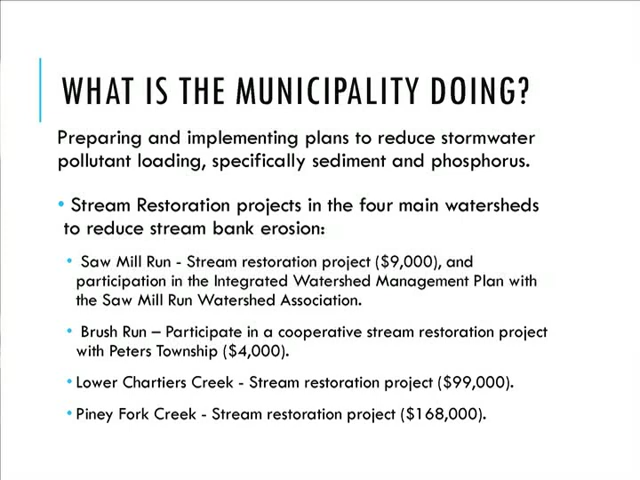 WHAT IS THE MUNICIPALITY DOING?
Preparing and implementing plans to reduce stormwater
pollutant loading, specifically sediment and phosphorus.
• Stream Restoration projects in the four main watersheds
to reduce stream bank erosion:
• Saw Mill Run - Stream restoration project ($9,000), and
participation in the Integrated Watershed Management Plan with
the Saw Mill Run Watershed Association.
• Brush Run – Participate in a cooperative stream restoration project
with Peters Township ($4,000).
• Lower Chartiers Creek - Stream restoration project ($99,000).
• Piney Fork Creek - Stream restoration project ($168,000).